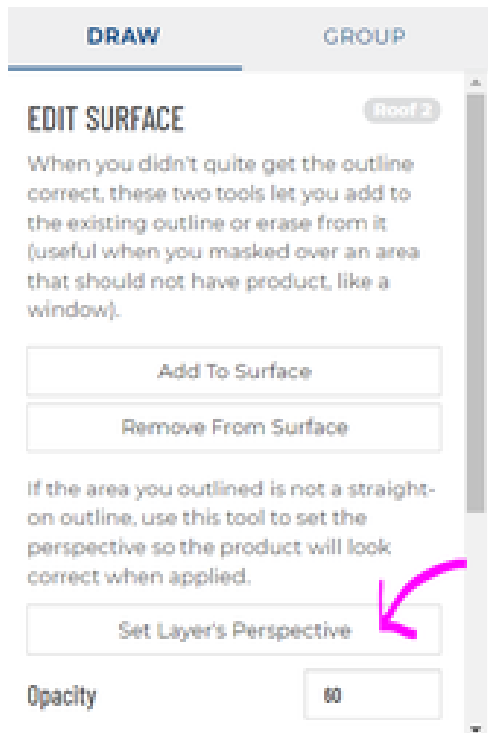 DRAW GROUP
EDIT SURFACE Roof 2
When you didn't quite get the outline
correct, these two tools let you add to
the existing outline or erase from it
(useful when you masked over an area
that should not have product, like a
window).
Add To Surface
Remove From Surface
If the area you outlined is not a straight-
on outline, use this tool to set the
perspective so the product will look
correct when applied.
Set Layer's Perspective
Opacity 60